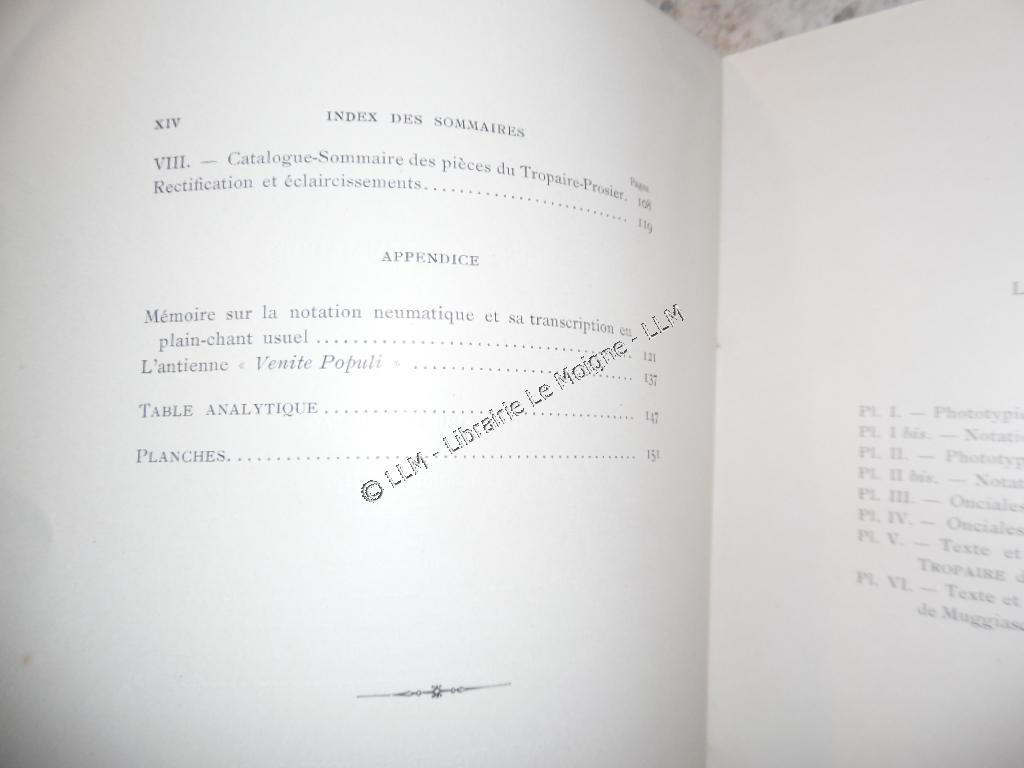 XIV INDEX DES SOMMAIRES
Pages
VIII. — Catalogue-Sommaire des pièces du Tropaire-Prosier. 108
Rectification et éclaircissements........................ 119
APPENDICE
Mémoire sur la notation neumatique et sa transcription en
plain-chant usuel ........................................ 121
L'antienne « Venite Populi » ............................. 137
TABLE ANALYTIQUE ........................................ 147
PLANCHES................................................ 151
© LLM - Librairie Le Moigne - LLM
L
Pl. I. — Phototypi
Pl. I bis. — Notati
Pl. II. — Phototyp
Pl. II bis. — Nota
Pl. III. — Onciales
Pl. IV. — Onciales
Pl. V. — Texte et
TROPAIRE d
Pl. VI. — Texte et
de Muggias